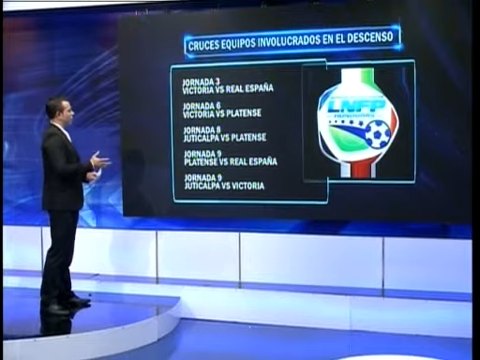 CRUCES EQUIPOS INVOLUCRADOS EN EL DESCENSO
JORNADA 3
VICTORIA VS REAL ESPAÑA
JORNADA 6
VICTORIA VS PLATENSE
JORNADA 8
JUTICALPA VS PLATENSE
JORNADA 9
PLATENSE VS REAL ESPAÑA
JORNADA 9
JUTICALPA VS VICTORIA
LNFP